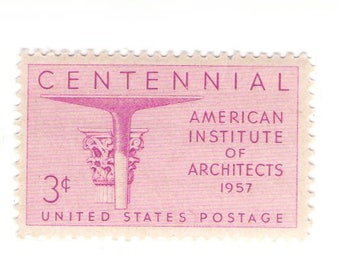 CENTENNIAL
AMERICAN
INSTITUTE
OF
ARCHITECTS
1957
3¢
UNITED STATES POSTAGE